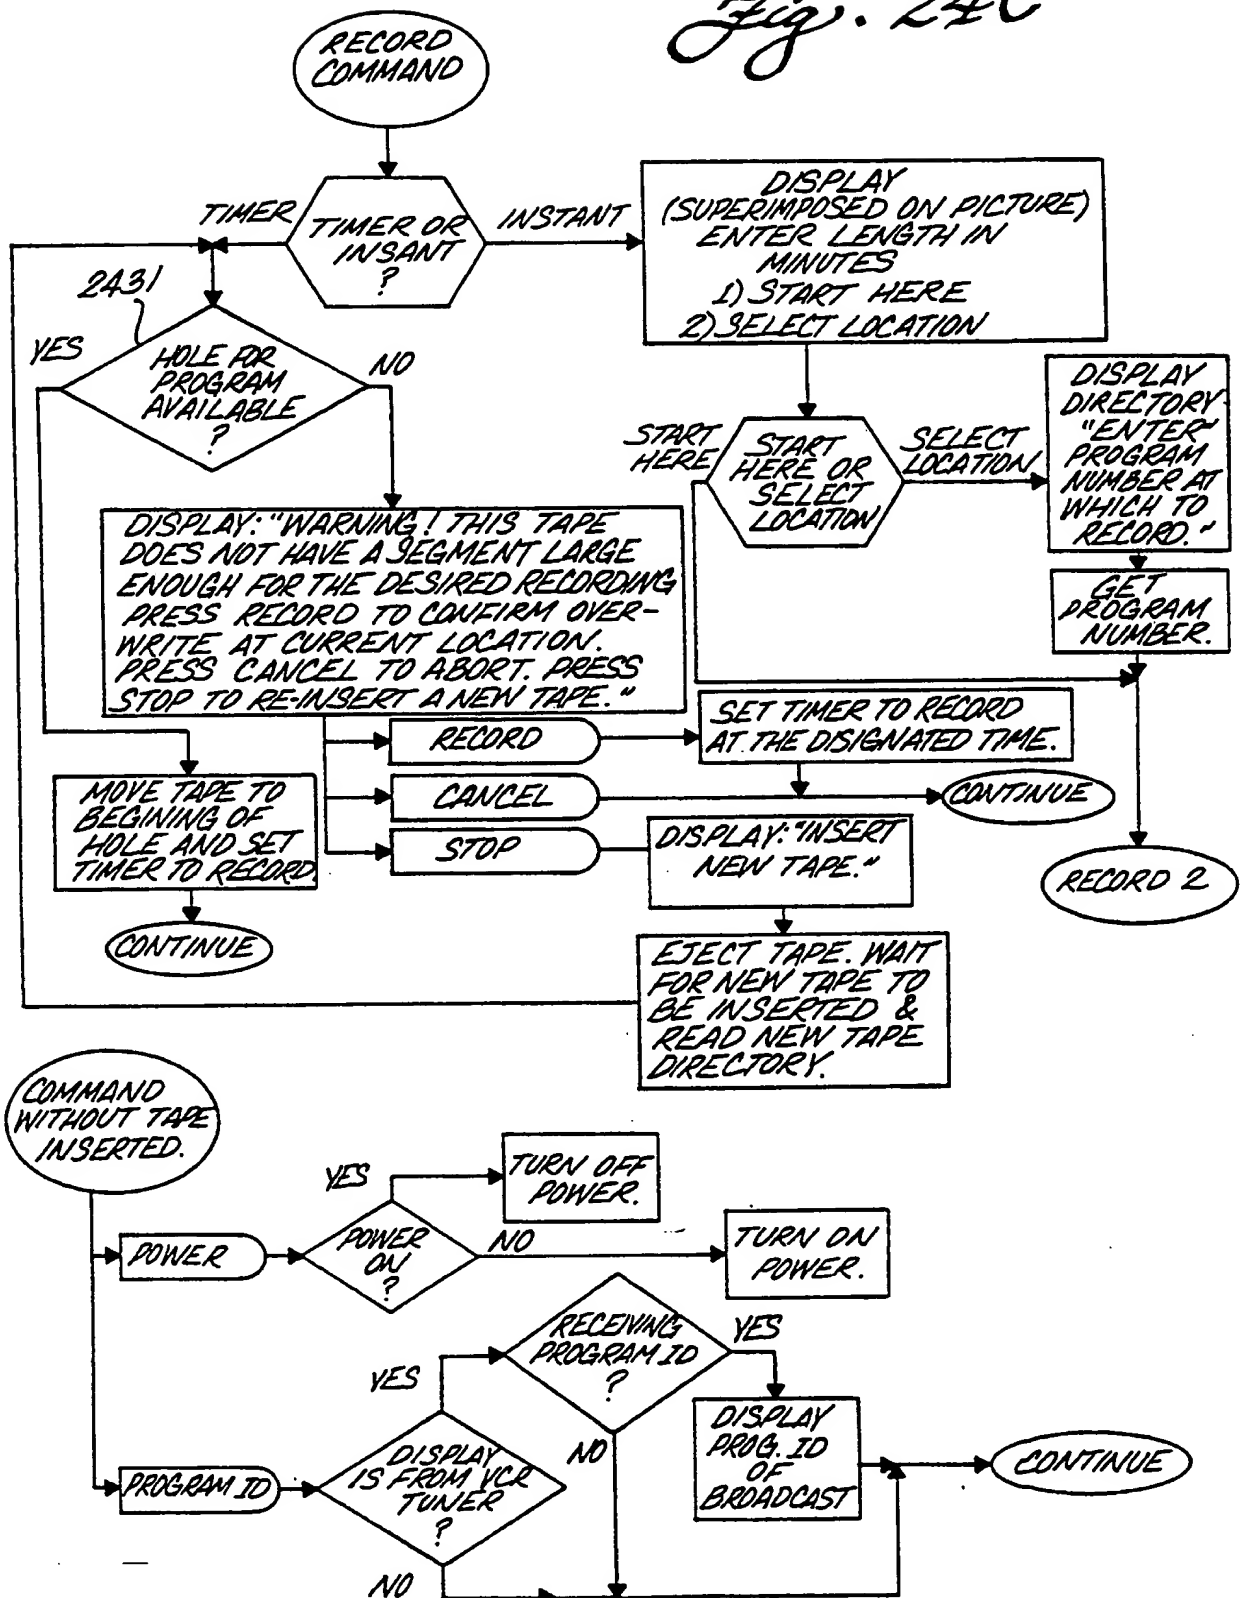 Fig. 24C
RECORD
COMMAND
TIMER
TIMER OR
INSANT
?
INSTANT
DISPLAY
(SUPERIMPOSED ON PICTURE)
ENTER LENGTH IN
MINUTES
1) START HERE
2) SELECT LOCATION
2431
YES
HOLE FOR
PROGRAM
AVAILABLE
?
NO
START
HERE
START
HERE OR
SELECT
LOCATION
SELECT
LOCATION
DISPLAY
DIRECTORY
"ENTER
PROGRAM
NUMBER AT
WHICH TO
RECORD."
GET
PROGRAM
NUMBER.
DISPLAY: "WARNING! THIS TAPE
DOES NOT HAVE A SEGMENT LARGE
ENOUGH FOR THE DESIRED RECORDING
PRESS RECORD TO CONFIRM OVER-
WRITE AT CURRENT LOCATION.
PRESS CANCEL TO ABORT. PRESS
STOP TO RE-INSERT A NEW TAPE."
RECORD
SET TIMER TO RECORD
AT THE DISIGNATED TIME.
CANCEL
CONTINUE
STOP
DISPLAY: "INSERT
NEW TAPE."
RECORD 2
MOVE TAPE TO
BEGINING OF
HOLE AND SET
TIMER TO RECORD.
CONTINUE
EJECT TAPE. WAIT
FOR NEW TAPE TO
BE INSERTED &
READ NEW TAPE
DIRECTORY.
COMMAND
WITHOUT TAPE
INSERTED.
POWER
YES
POWER
ON
?
NO
TURN OFF
POWER.
TURN ON
POWER.
PROGRAM ID
YES
DISPLAY
IS FROM VCR
TUNER
?
NO
RECEIVING
PROGRAM ID
?
YES
NO
DISPLAY
PROG. ID
OF
BROADCAST
CONTINUE